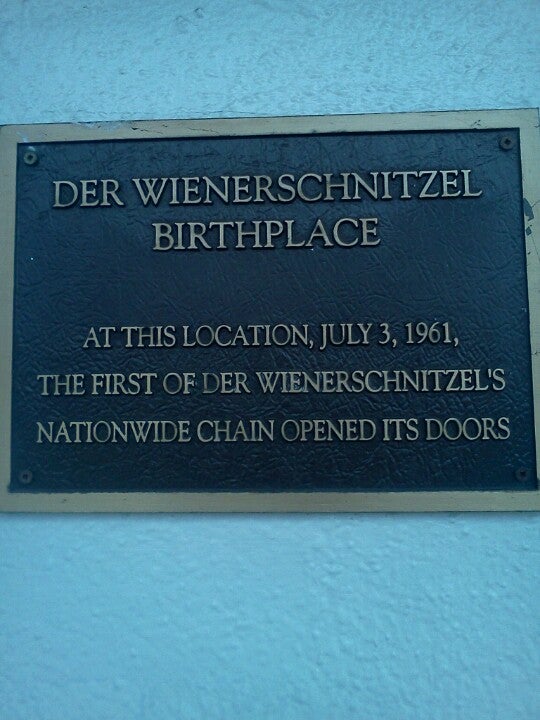 DER WIENERSCHNITZEL
BIRTHPLACE
AT THIS LOCATION, JULY 3, 1961,
THE FIRST OF DER WIENERSCHNITZEL'S
NATIONWIDE CHAIN OPENED ITS DOORS